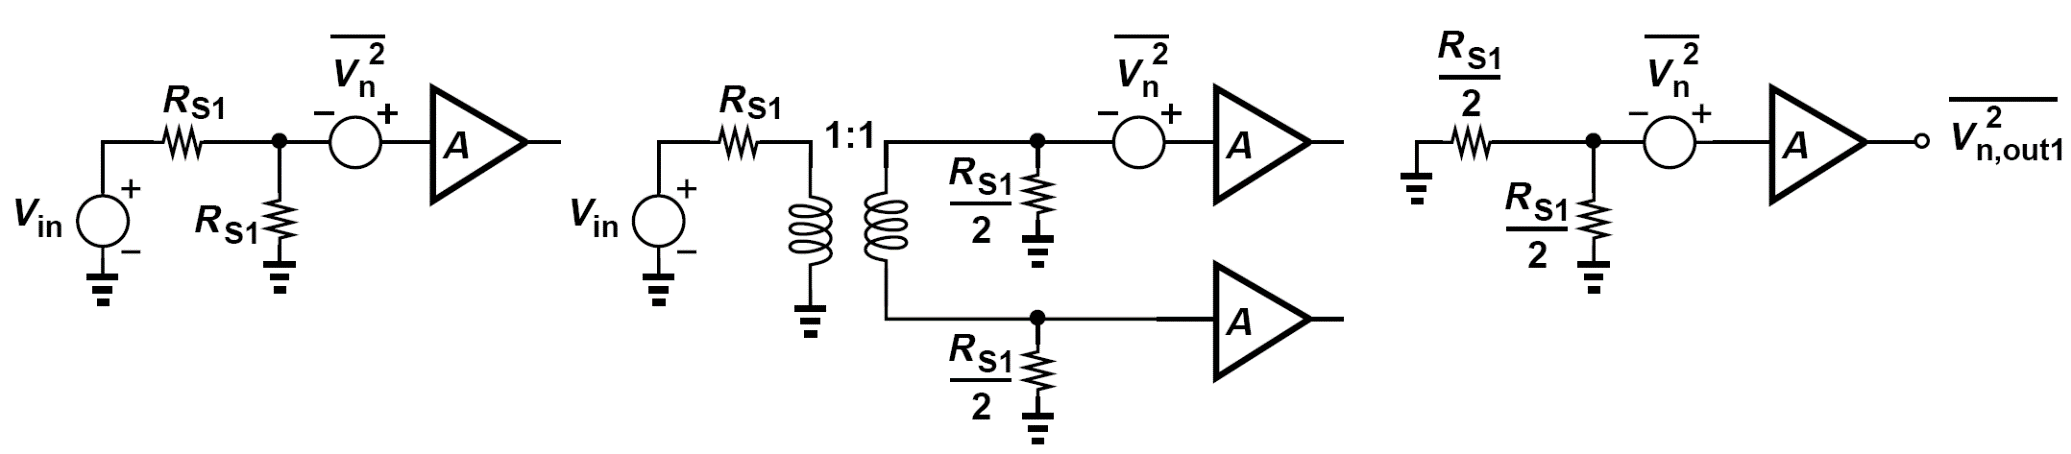 V_n^2
R_S1
V_in
+
−
R_S1
−
+
A
V_n^2
R_S1
1:1
V_in
+
−
R_S1
2
−
+
A
R_S1
2
A
R_S1
2
V_n^2
R_S1
2
−
+
A
V_n,out1^2